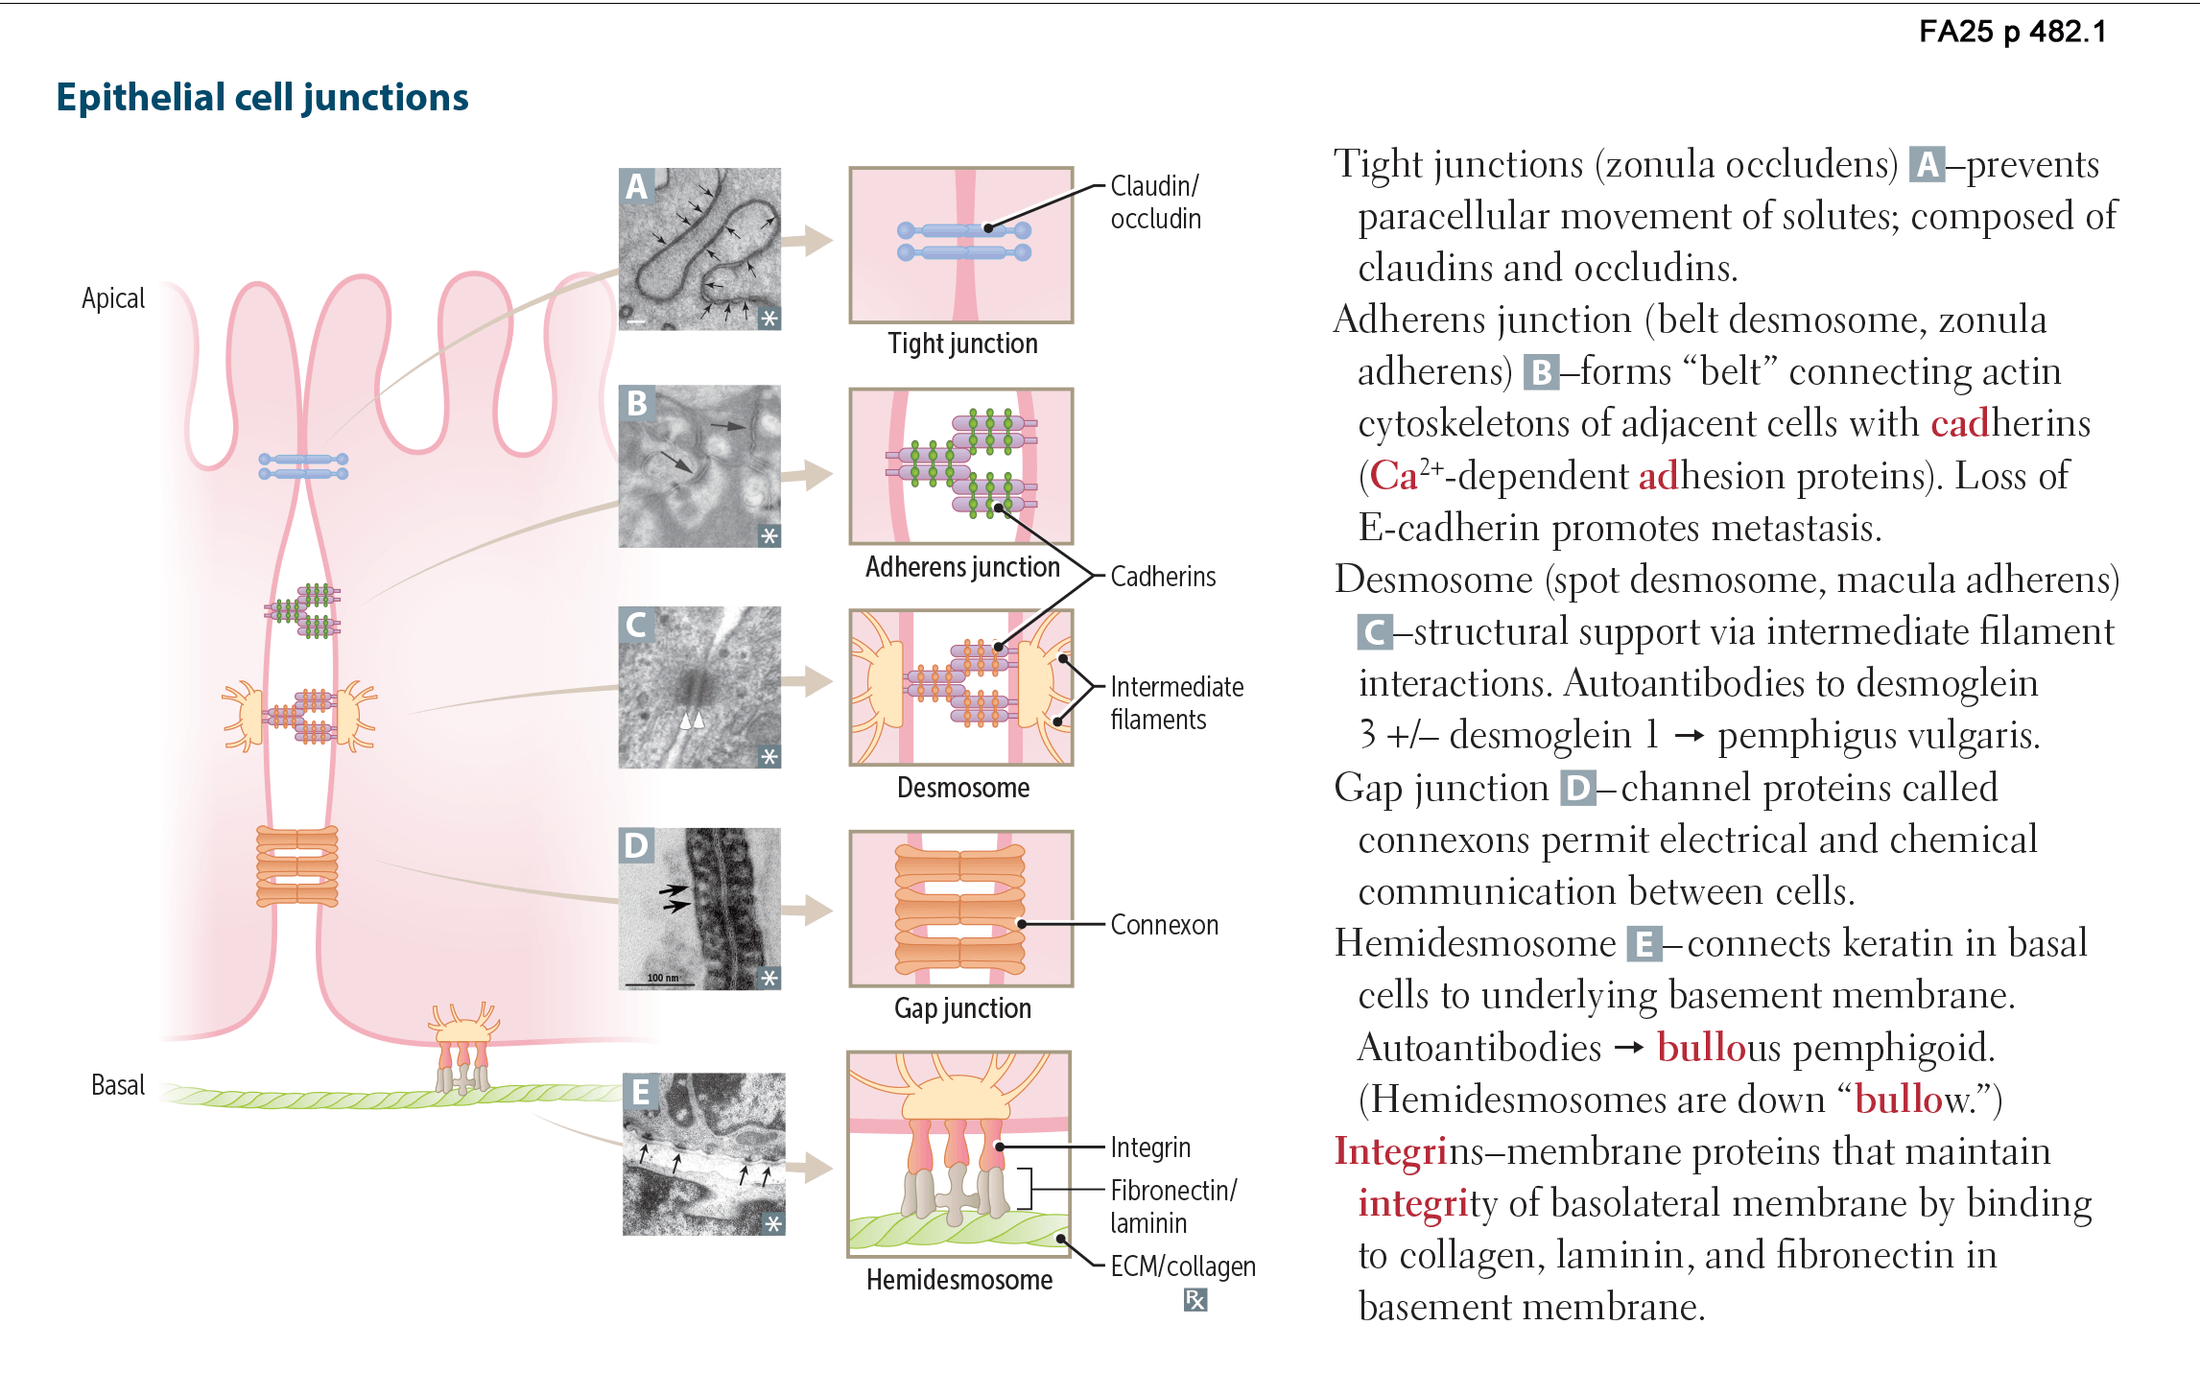 FA25 p 482.1
Epithelial cell junctions
Apical
Basal
A
B
C
D
100 nm
E
Claudin/
occludin
Tight junction
Adherens junction
Cadherins
Intermediate
filaments
Desmosome
Connexon
Gap junction
Integrin
Fibronectin/
laminin
ECM/collagen
Rx
Hemidesmosome
Tight junctions (zonula occludens) A–prevents
paracellular movement of solutes; composed of
claudins and occludins.
Adherens junction (belt desmosome, zonula
adherens) B–forms “belt” connecting actin
cytoskeletons of adjacent cells with cadherins
(Ca²⁺-dependent adhesion proteins). Loss of
E-cadherin promotes metastasis.
Desmosome (spot desmosome, macula adherens)
C–structural support via intermediate filament
interactions. Autoantibodies to desmoglein
3 +/– desmoglein 1 → pemphigus vulgaris.
Gap junction D–channel proteins called
connexons permit electrical and chemical
communication between cells.
Hemidesmosome E–connects keratin in basal
cells to underlying basement membrane.
Autoantibodies → bullous pemphigoid.
(Hemidesmosomes are down “bullow.”)
Integrins–membrane proteins that maintain
integrity of basolateral membrane by binding
to collagen, laminin, and fibronectin in
basement membrane.